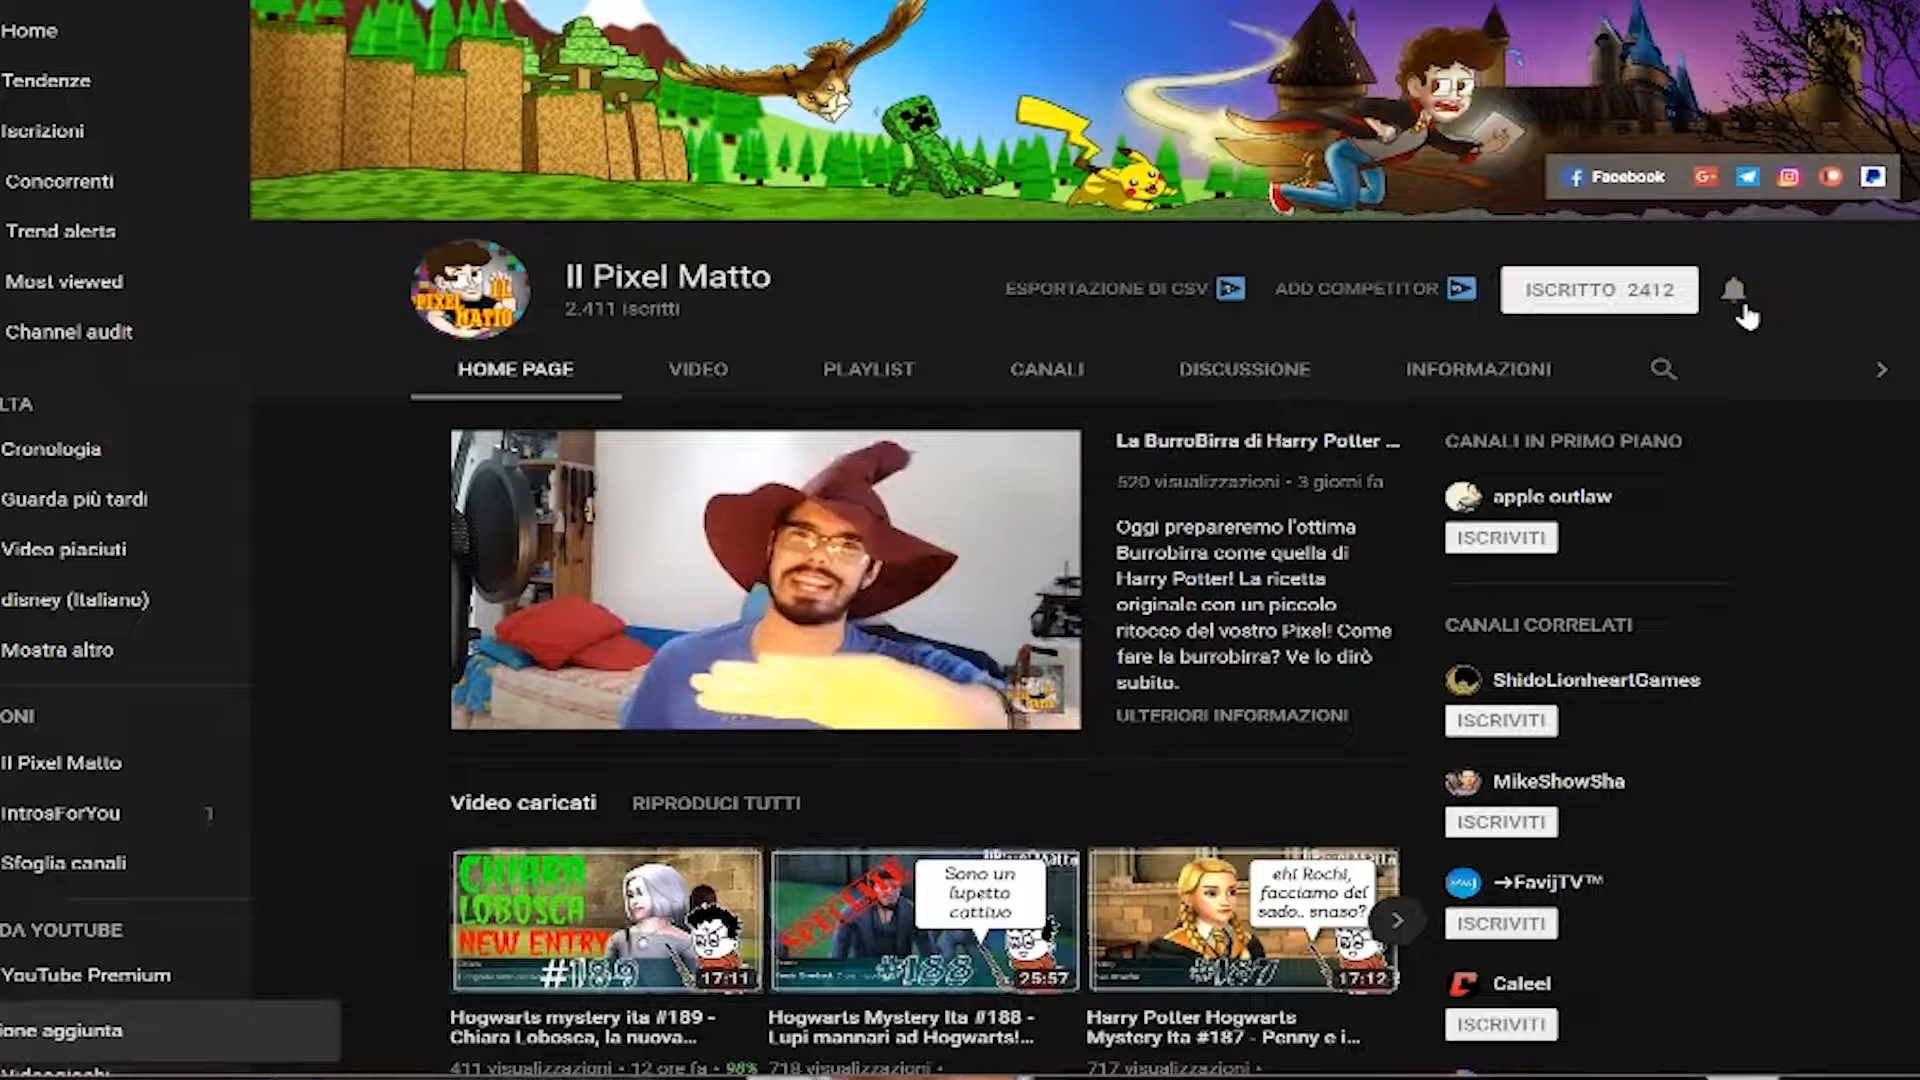 Home
Tendenze
Iscrizioni
Concorrenti
Trend alerts
Most viewed
Channel audit
LTA
Cronologia
Guarda più tardi
Video piaciuti
disney (Italiano)
Mostra altro
ONI
Il Pixel Matto
IntrosForYou 1
Sfoglia canali
DA YOUTUBE
YouTube Premium
ione aggiunta
Facebook
PIXEL IL
MATTO
Il Pixel Matto
2.411 iscritti
ESPORTAZIONE DI CSV
ADD COMPETITOR
ISCRITTO 2412
HOME PAGE VIDEO PLAYLIST CANALI DISCUSSIONE INFORMAZIONI
La BurroBirra di Harry Potter ...
520 visualizzazioni • 3 giorni fa
Oggi prepareremo l'ottima
Burrobirra come quella di
Harry Potter! La ricetta
originale con un piccolo
ritocco del vostro Pixel! Come
fare la burrobirra? Ve lo dirò
subito.
ULTERIORI INFORMAZIONI
Video caricati RIPRODUCI TUTTI
CHIARA
LOBOSCA
NEW ENTRY
#189
17:11
Hogwarts mystery ita #189 -
Chiara Lobosca, la nuova...
411 visualizzazioni • 12 ore fa • 98%
SPECIALE
Sono un
lupetto
cattivo
#188
25:57
Hogwarts Mystery Ita #188 -
Lupi mannari ad Hogwarts!...
718 visualizzazioni •
eh! Rochi,
facciamo del
sado.. snaso?
#187
17:12
Harry Potter Hogwarts
Mystery Ita #187 - Penny e i...
717 visualizzazioni •
CANALI IN PRIMO PIANO
apple outlaw
ISCRIVITI
CANALI CORRELATI
ShidoLionheartGames
ISCRIVITI
MikeShowSha
ISCRIVITI
→FavijTV™
ISCRIVITI
Caleel
ISCRIVITI